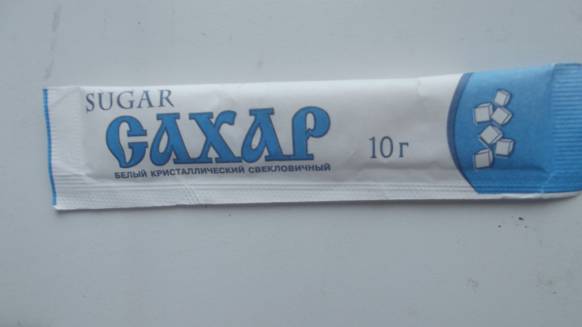 SUGAR
САХАР
10 г
БЕЛЫЙ КРИСТАЛЛИЧЕСКИЙ СВЕКЛОВИЧНЫЙ